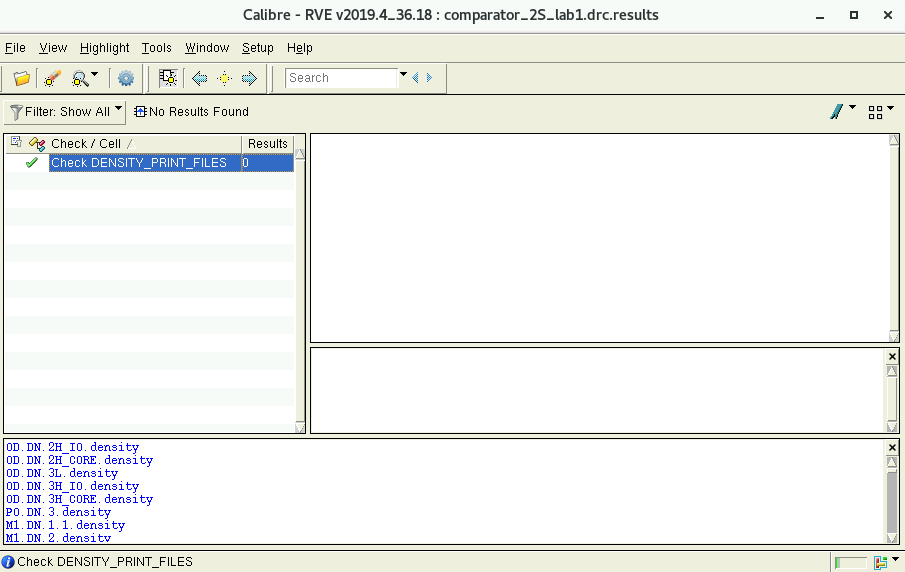 Calibre - RVE v2019.4_36.18 : comparator_2S_lab1.drc.results
File View Highlight Tools Window Setup Help
Search
Filter: Show All No Results Found
Check / Cell Results
Check DENSITY_PRINT_FILES 0
OD.DN.2H_IO.density
OD.DN.2H_CORE.density
OD.DN.3L.density
OD.DN.3H_IO.density
OD.DN.3H_CORE.density
PO.DN.3.density
M1.DN.1.1.density
M1.DN.2.density
Check DENSITY_PRINT_FILES